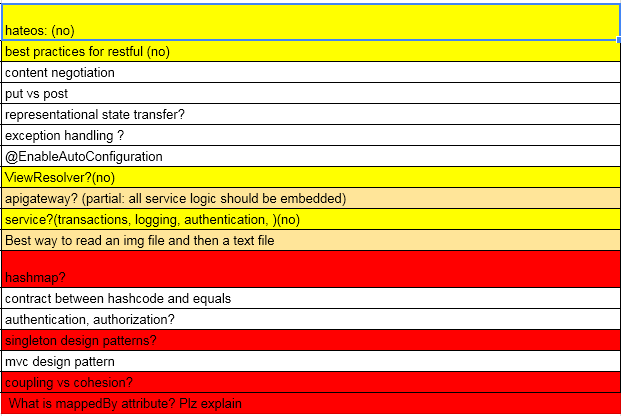 hateos: (no)
best practices for restful (no)
content negotiation
put vs post
representational state transfer?
exception handling ?
@EnableAutoConfiguration
ViewResolver?(no)
apigateway? (partial: all service logic should be embedded)
service?(transactions, logging, authentication, )(no)
Best way to read an img file and then a text file
hashmap?
contract between hashcode and equals
authentication, authorization?
singleton design patterns?
mvc design pattern
coupling vs cohesion?
What is mappedBy attribute? Plz explain